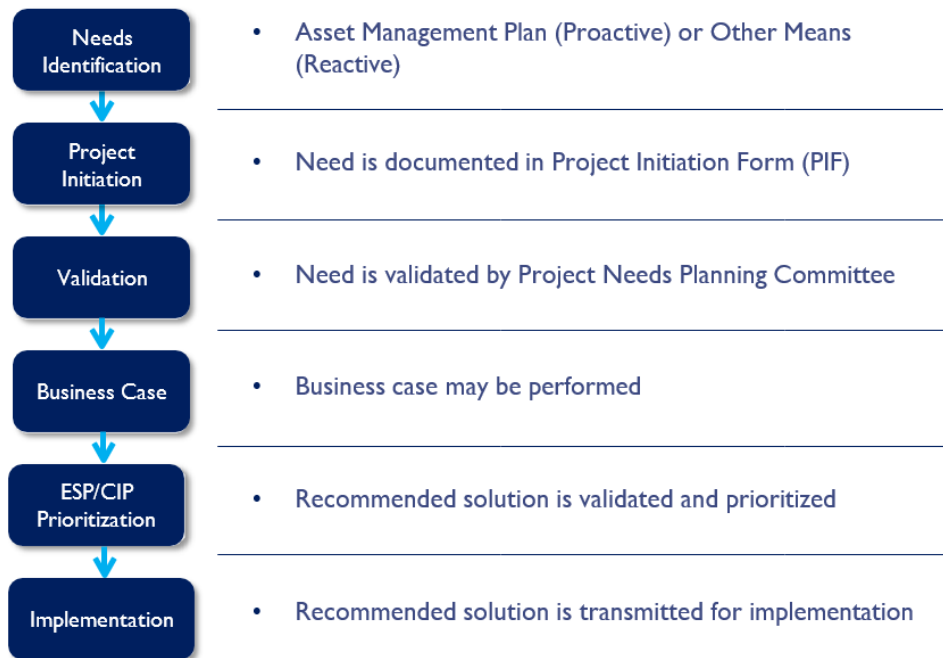 Needs
Identification
• Asset Management Plan (Proactive) or Other Means
(Reactive)
Project
Initiation
• Need is documented in Project Initiation Form (PIF)
Validation
• Need is validated by Project Needs Planning Committee
Business Case
• Business case may be performed
ESP/CIP
Prioritization
• Recommended solution is validated and prioritized
Implementation
• Recommended solution is transmitted for implementation